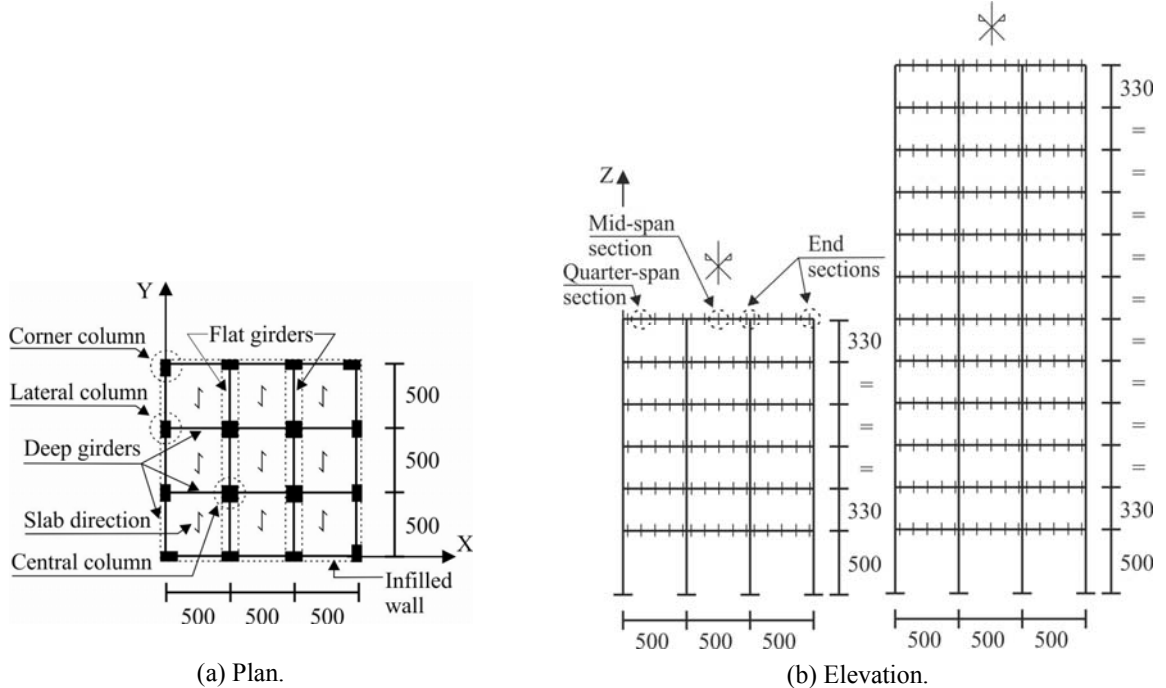 Y
Corner column
Flat girders
Lateral column
500
Deep girders
500
Slab direction
500
X
Central column
Infilled
wall
500 500 500
(a) Plan.
Z
Mid-span
section
Quarter-span
section
End
sections
330
=
=
=
330
500
500 500 500
330
=
=
=
=
=
=
=
=
=
330
500
500 500 500
(b) Elevation.